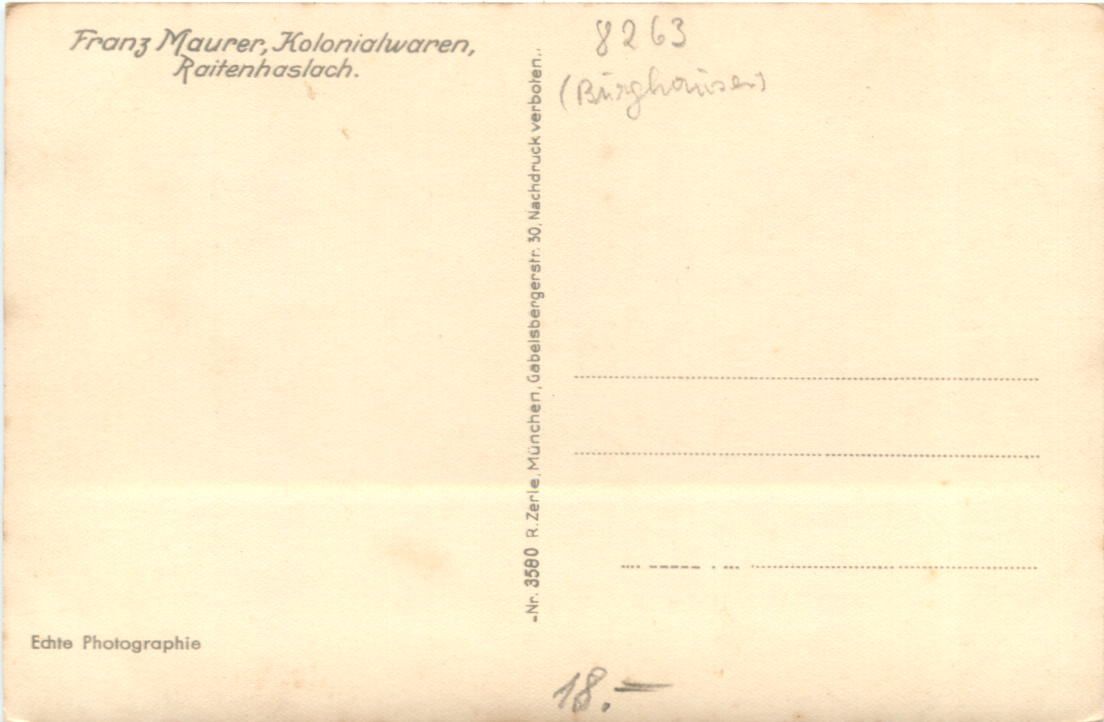 Franz Maurer, Kolonialwaren,
Raitenhaslach.
8263
(Burghausen)
-Nr. 3580 R. Zerle, München, Gabelsbergerstr. 30, Nachdruck verboten.
Echte Photographie
18.-